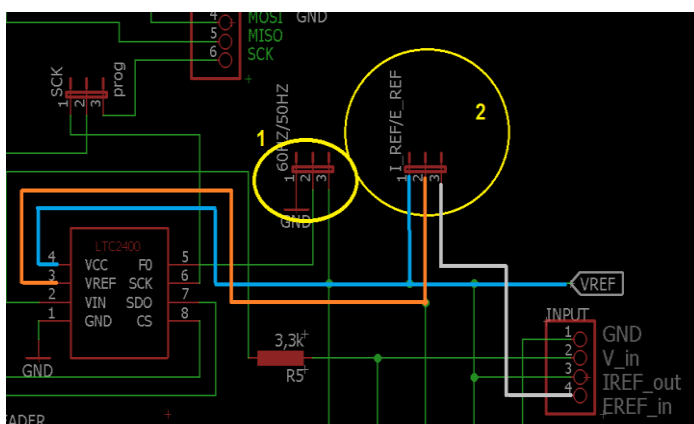 4 MOSI
5 MISO
6 SCK
GND
SCK
prog
1 2 3
60HZ/50HZ
1 2 3
GND
1
I_REF/E_REF
1 2 3
2
LTC2400
4 VCC F0 5
3 VREF SCK 6
2 VIN SDO 7
1 GND CS 8
GND
VREF
3,3k
R5
INPUT
1 GND
2 V_in
3 IREF_out
4 EREF_in
EADER